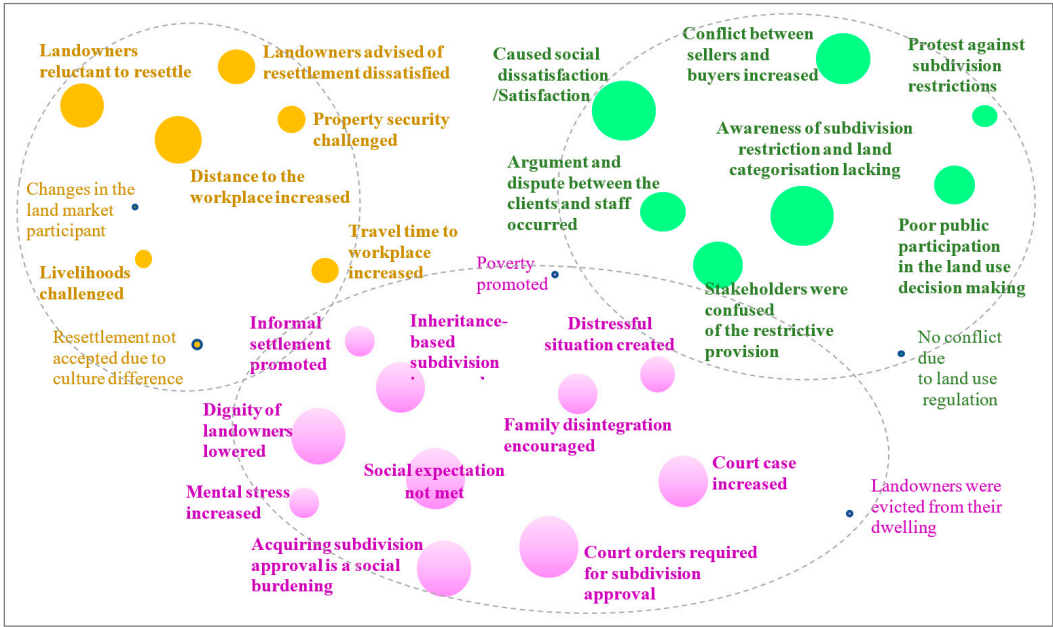 Landowners
reluctant to resettle
Landowners advised of
resettlement dissatisfied
Property security
challenged
Distance to the
workplace increased
Changes in the
land market
participant
Livelihoods
challenged
Travel time to
workplace
increased
Resettlement not
accepted due to
culture difference
Caused social
dissatisfaction
/Satisfaction
Conflict between
sellers and
buyers increased
Protest against
subdivision
restrictions
Awareness of subdivision
restriction and land
categorisation lacking
Argument and
dispute between the
clients and staff
occurred
Poor public
participation
in the land use
decision making
Stakeholders were
confused
of the restrictive
provision
No conflict
due
to land use
regulation
Poverty
promoted
Informal
settlement
promoted
Inheritance-
based
subdivision
Distressful
situation created
Dignity of
landowners
lowered
Family disintegration
encouraged
Social expectation
not met
Court case
increased
Mental stress
increased
Landowners were
evicted from their
dwelling
Acquiring subdivision
approval is a social
burdening
Court orders required
for subdivision
approval